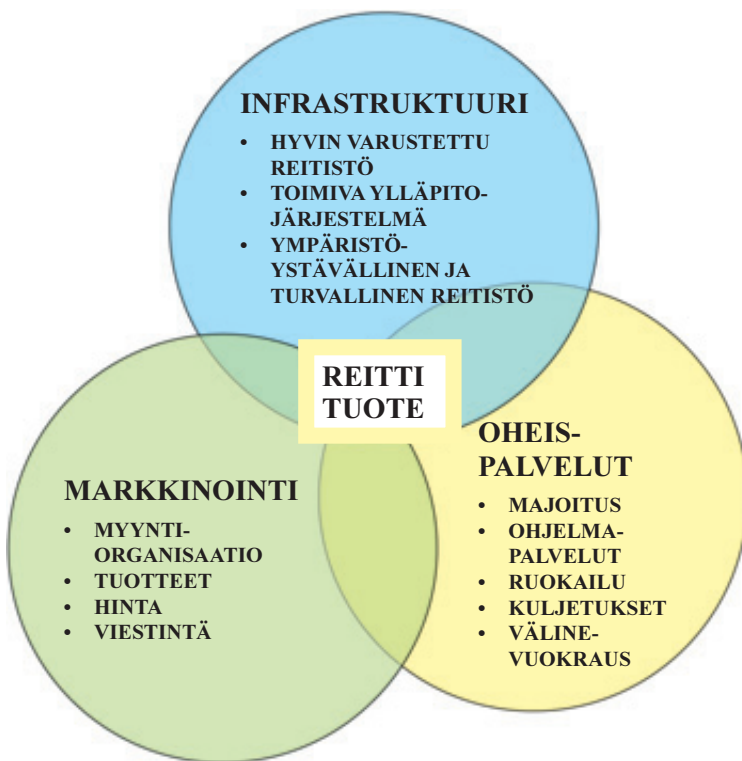 INFRASTRUKTUURI
• HYVIN VARUSTETTU
REITISTÖ
• TOIMIVA YLLÄPITO-
JÄRJESTELMÄ
• YMPÄRISTÖ-
YSTÄVÄLLINEN JA
TURVALLINEN REITISTÖ
REITTI
TUOTE
MARKKINOINTI
• MYYNTI-
ORGANISAATIO
• TUOTTEET
• HINTA
• VIESTINTÄ
OHEIS-
PALVELUT
• MAJOITUS
• OHJELMA-
PALVELUT
• RUOKAILU
• KULJETUKSET
• VÄLINE-
VUOKRAUS